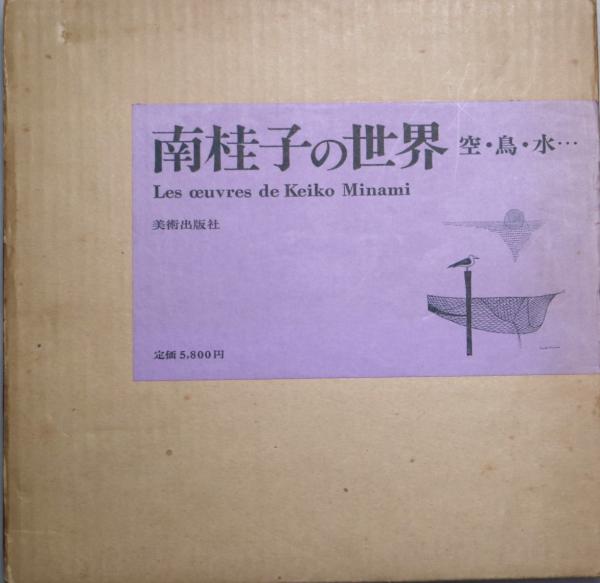 南桂子の世界 空・鳥・水…
Les œuvres de Keiko Minami
美術出版社
定価 5,800円